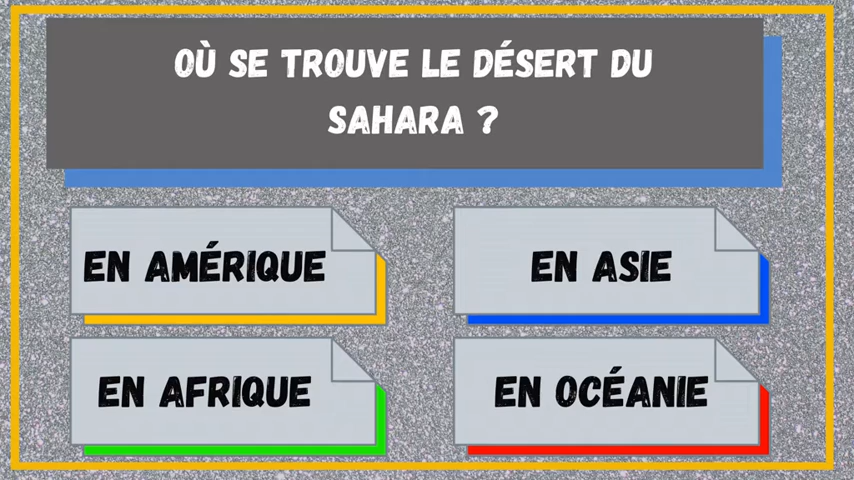 OÙ SE TROUVE LE DÉSERT DU
SAHARA ?
EN AMÉRIQUE
EN ASIE
EN AFRIQUE
EN OCÉANIE